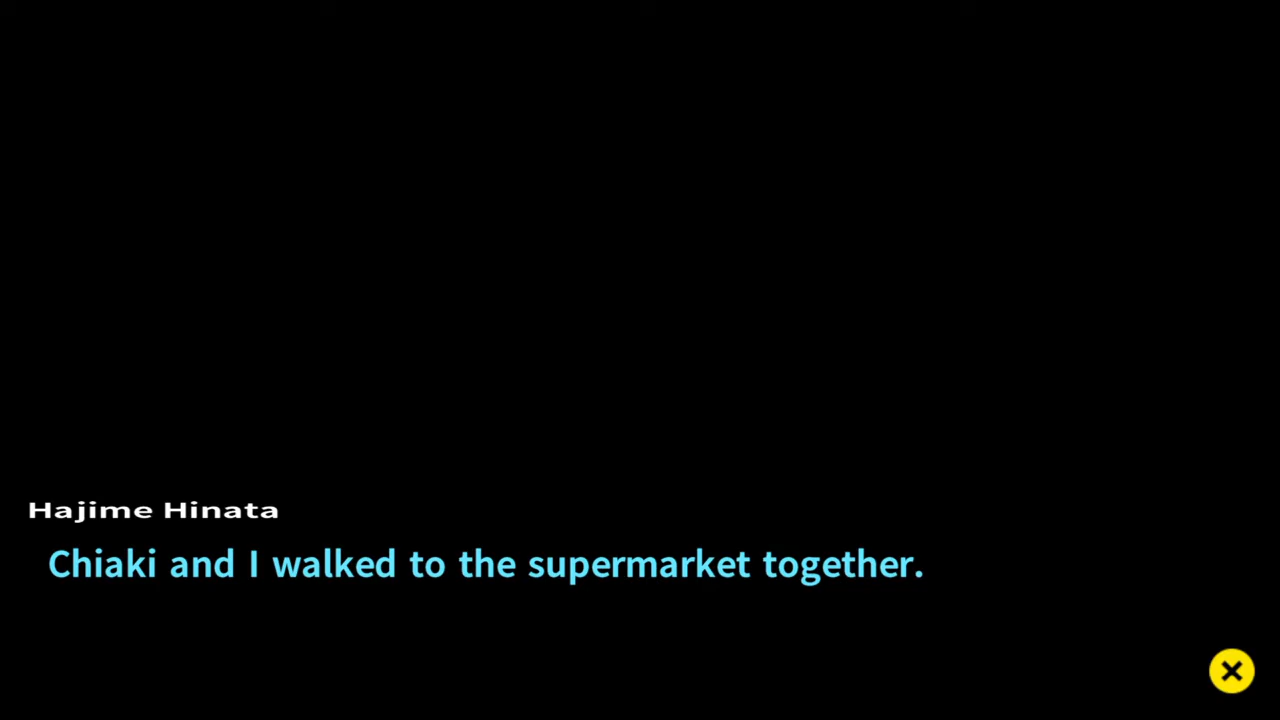 Hajime Hinata
Chiaki and I walked to the supermarket together.